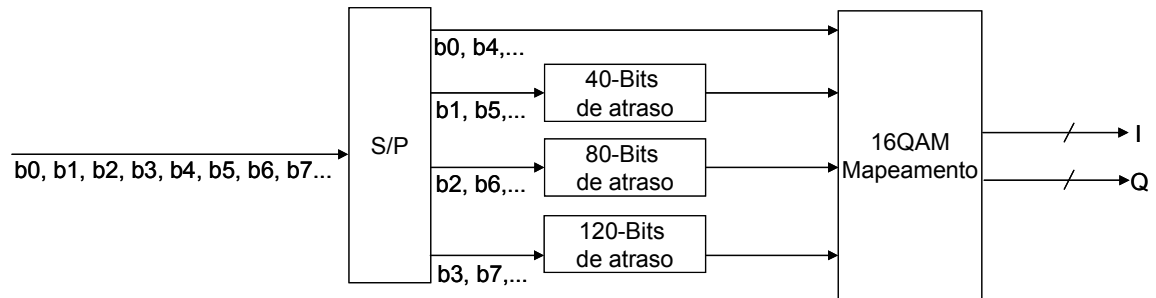 b0, b1, b2, b3, b4, b5, b6, b7...
S/P
b0, b4,...
b1, b5,...
b2, b6,...
b3, b7,...
40-Bits
de atraso
80-Bits
de atraso
120-Bits
de atraso
16QAM
Mapeamento
I
Q